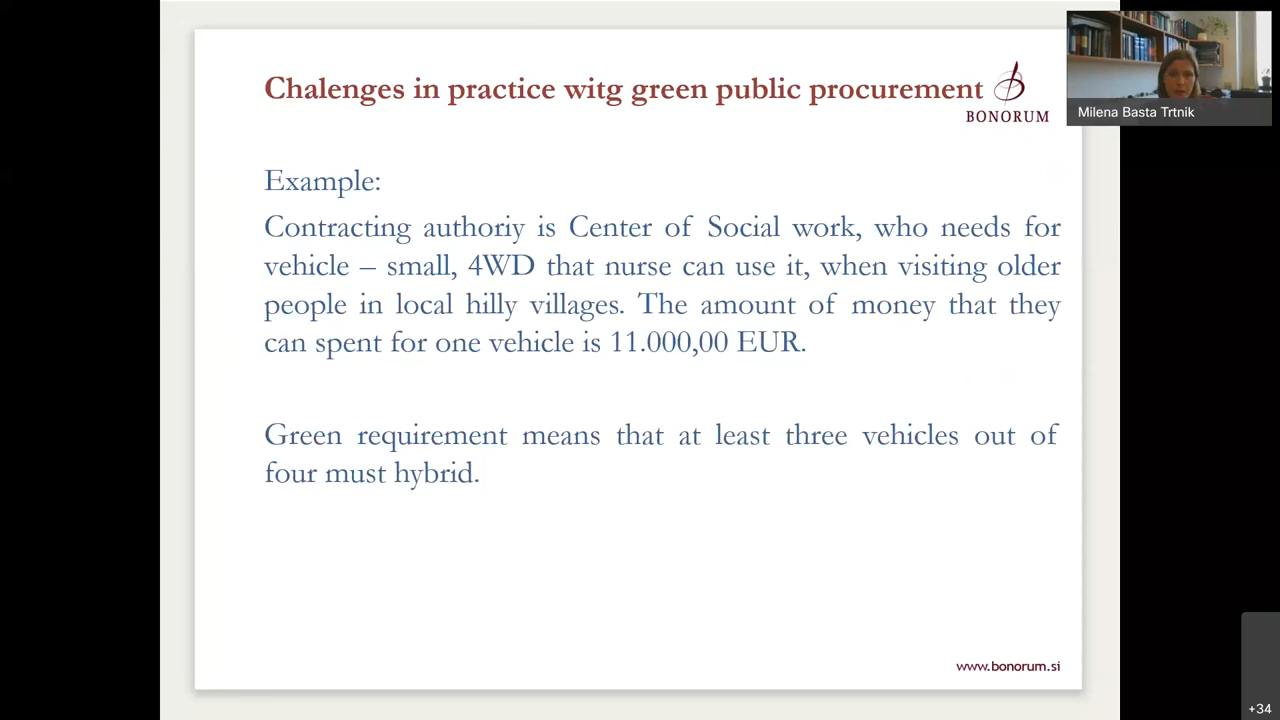 Chalenges in practice witg green public procurement
BONORUM
Milena Basta Trtnik
Example:
Contracting authoriy is Center of Social work, who needs for
vehicle – small, 4WD that nurse can use it, when visiting older
people in local hilly villages. The amount of money that they
can spent for one vehicle is 11.000,00 EUR.
Green requirement means that at least three vehicles out of
four must hybrid.
www.bonorum.si
+34